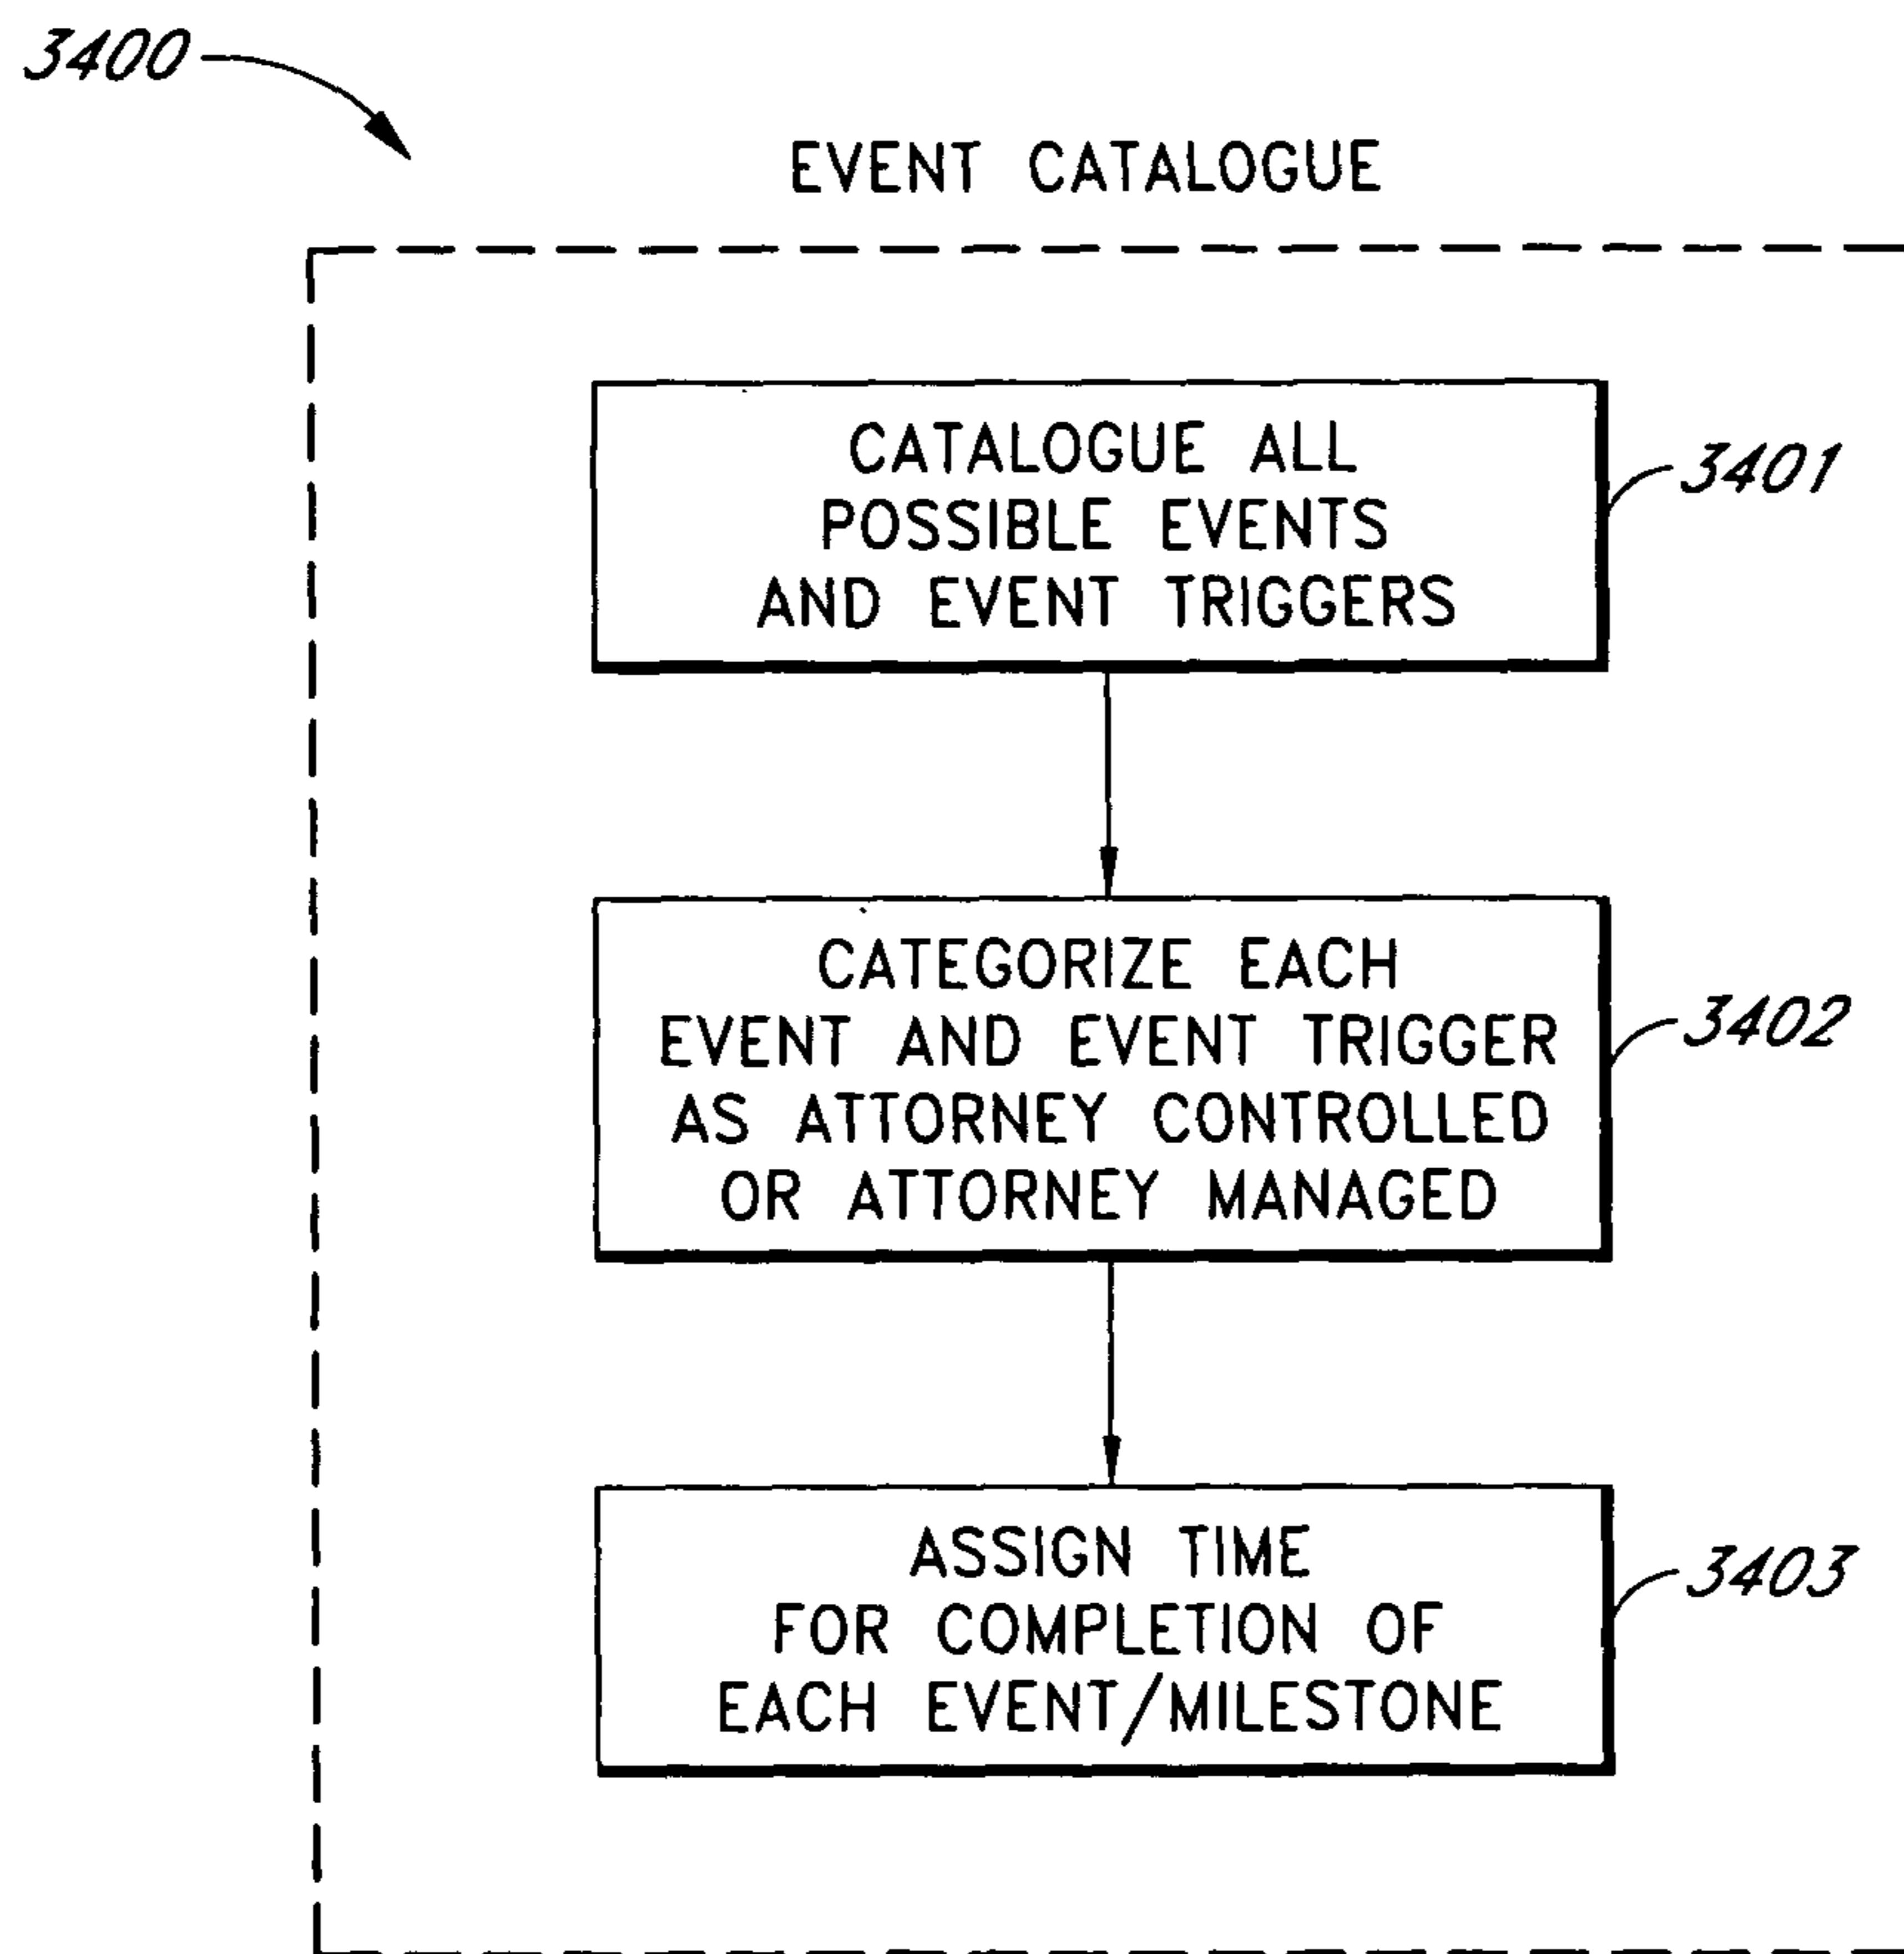 3400
EVENT CATALOGUE
CATALOGUE ALL
POSSIBLE EVENTS
AND EVENT TRIGGERS
3401
CATEGORIZE EACH
EVENT AND EVENT TRIGGER
AS ATTORNEY CONTROLLED
OR ATTORNEY MANAGED
3402
ASSIGN TIME
FOR COMPLETION OF
EACH EVENT/MILESTONE
3403